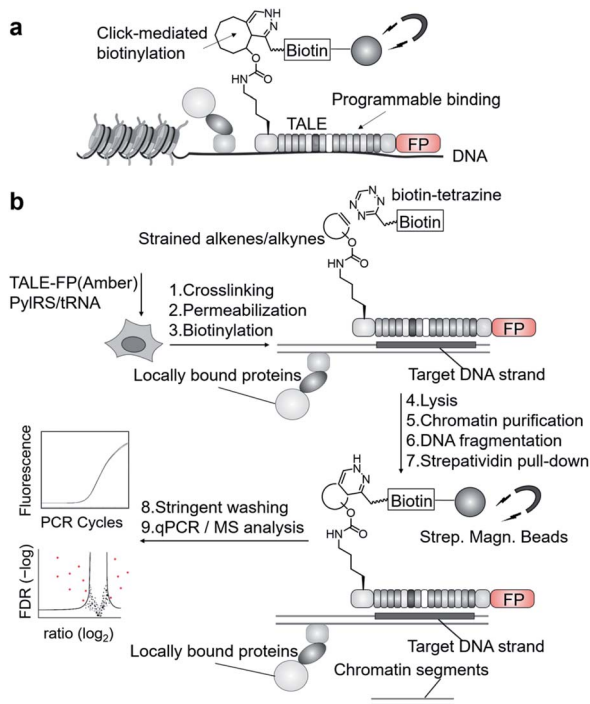 a
Click-mediated
biotinylation
NH
N
Biotin
O
O
HN
TALE
Programmable binding
FP
DNA
b
biotin-tetrazine
N
N
N
N
Biotin
Strained alkenes/alkynes
O
O
HN
TALE-FP(Amber)
PylRS/tRNA
1.Crosslinking
2.Permeabilization
3.Biotinylation
FP
Locally bound proteins
Target DNA strand
4.Lysis
5.Chromatin purification
6.DNA fragmentation
7.Strepatividin pull-down
Fluorescence
PCR Cycles
H
N
N
Biotin
8.Stringent washing
9.qPCR / MS analysis
O
O
HN
Strep. Magn. Beads
FDR (−log)
ratio (log2)
FP
Target DNA strand
Locally bound proteins
Chromatin segments